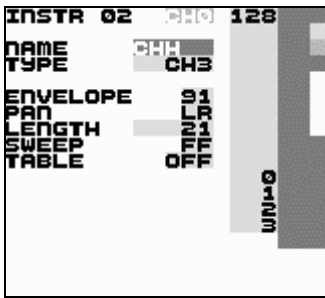 INSTR 02 CH0 128
NAME CHH
TYPE CH3
ENVELOPE 91
PAN LR
LENGTH 21
SWEEP FF
TABLE OFF
0
1
2
3